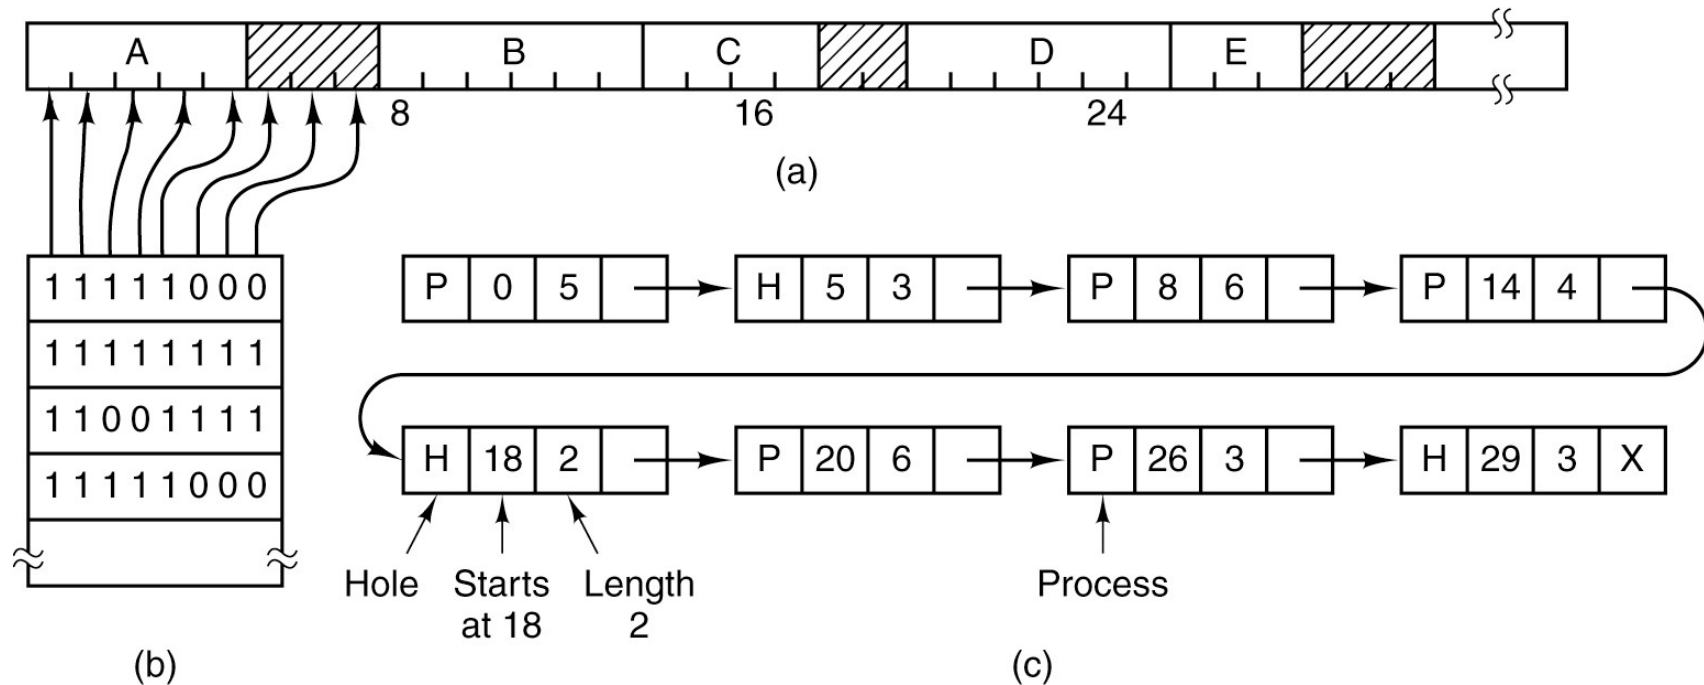 A B C D E
8 16 24
(a)
1 1 1 1 1 0 0 0
1 1 1 1 1 1 1 1
1 1 0 0 1 1 1 1
1 1 1 1 1 0 0 0
(b)
P 0 5 H 5 3 P 8 6 P 14 4
H 18 2 P 20 6 P 26 3 H 29 3 X
Hole Starts Length Process
at 18 2
(c)